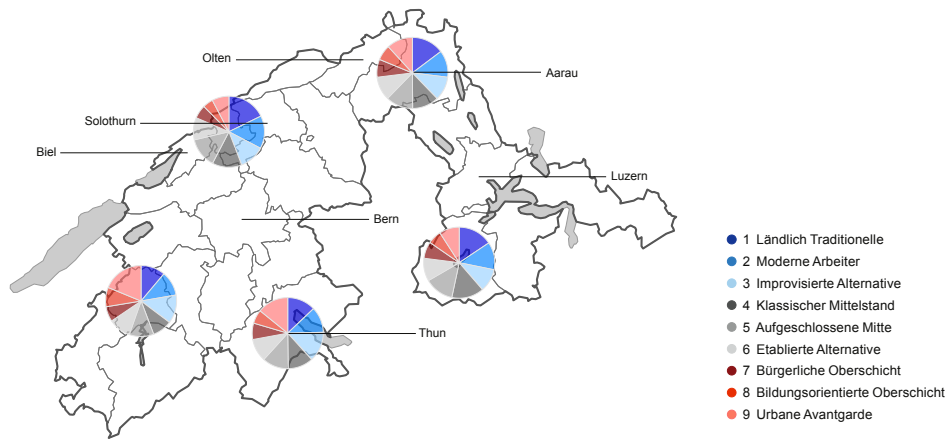 Olten
Aarau
Solothurn
Biel
Luzern
Bern
Thun
1 Ländlich Traditionelle
2 Moderne Arbeiter
3 Improvisierte Alternative
4 Klassischer Mittelstand
5 Aufgeschlossene Mitte
6 Etablierte Alternative
7 Bürgerliche Oberschicht
8 Bildungsorientierte Oberschicht
9 Urbane Avantgarde